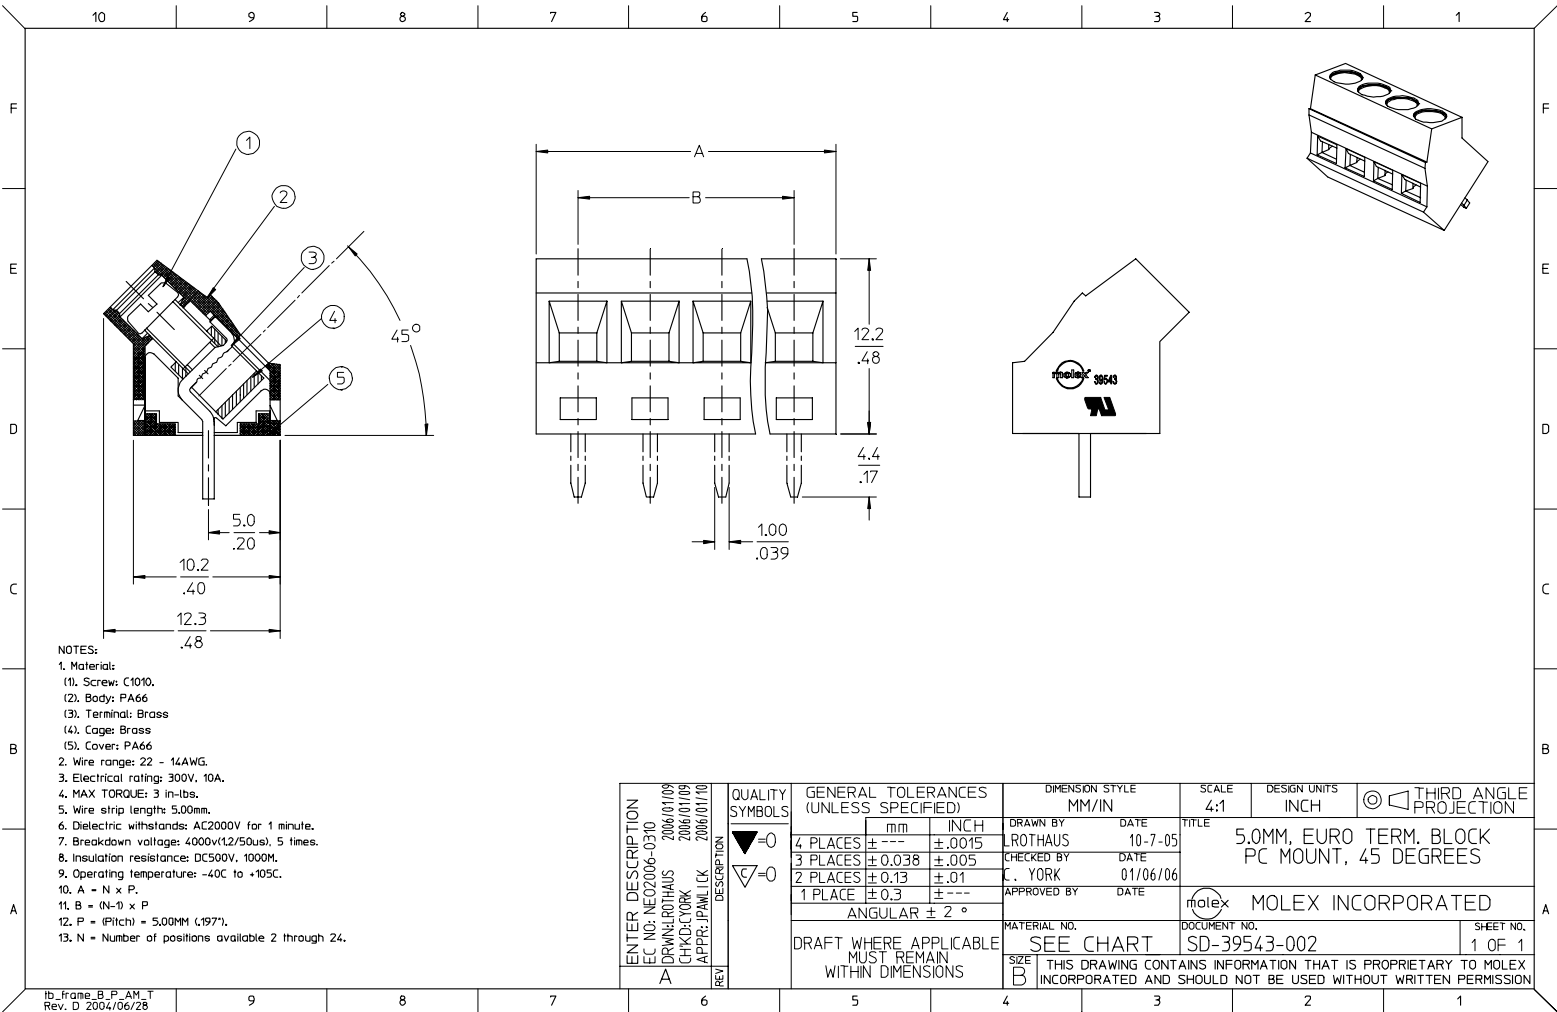 10 9 8 7 6 5 4 3 2 1
F F
E E
D D
C C
B B
A A
1
2
3
4
5
45°
5.0
.20
10.2
.40
12.3
.48
A
B
12.2
.48
4.4
.17
1.00
.039
molex 39543
NOTES:
1. Material:
(1). Screw: C1010.
(2). Body: PA66
(3). Terminal: Brass
(4). Cage: Brass
(5). Cover: PA66
2. Wire range: 22 - 14AWG.
3. Electrical rating: 300V, 10A.
4. MAX TORQUE: 3 in-lbs.
5. Wire strip length: 5.00mm.
6. Dielectric withstands: AC2000V for 1 minute.
7. Breakdown voltage: 4000v(1.2/50us), 5 times.
8. Insulation resistance: DC500V, 1000M.
9. Operating temperature: -40C to +105C.
10. A = N x P.
11. B = (N-1) x P
12. P = (Pitch) = 5.00MM (.197").
13. N = Number of positions available 2 through 24.
ENTER DESCRIPTION
EC NO: NEO2006-0310
DRWN:LROTHAUS 2006/01/09
CH'KD:CYORK 2006/01/09
APPR:JPAWLICK 2006/01/10
A
DESCRIPTION
REV
QUALITY
SYMBOLS
=0
C =0
GENERAL TOLERANCES
(UNLESS SPECIFIED)
mm INCH
4 PLACES ± --- ±.0015
3 PLACES ± 0.038 ±.005
2 PLACES ± 0.13 ±.01
1 PLACE ± 0.3 ± ---
ANGULAR ± 2 °
DRAFT WHERE APPLICABLE
MUST REMAIN
WITHIN DIMENSIONS
DIMENSION STYLE
MM/IN
SCALE
4:1
DESIGN UNITS
INCH
THIRD ANGLE
PROJECTION
DRAWN BY DATE
LROTHAUS 10-7-05
CHECKED BY DATE
C. YORK 01/06/06
APPROVED BY DATE
TITLE
5.0MM, EURO TERM. BLOCK
PC MOUNT, 45 DEGREES
molex MOLEX INCORPORATED
MATERIAL NO.
SEE CHART
DOCUMENT NO.
SD-39543-002
SHEET NO.
1 OF 1
SIZE
B
THIS DRAWING CONTAINS INFORMATION THAT IS PROPRIETARY TO MOLEX
INCORPORATED AND SHOULD NOT BE USED WITHOUT WRITTEN PERMISSION
tb_frame_B_P_AM_T
Rev. D 2004/06/28
9 8 7 6 5 4 3 2 1